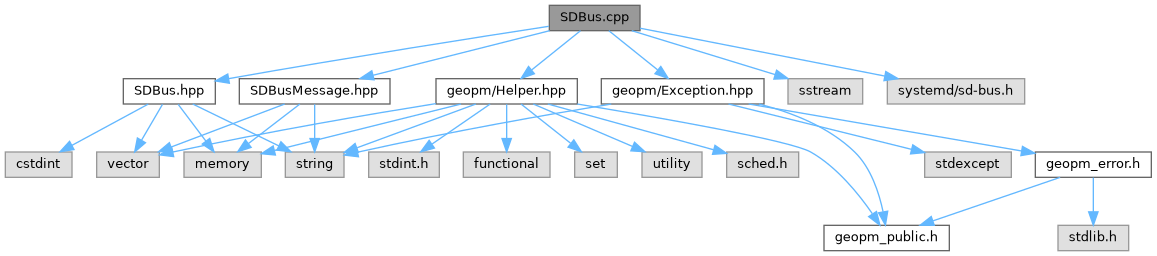 SDBus.cpp
SDBus.hpp
SDBusMessage.hpp
geopm/Helper.hpp
geopm/Exception.hpp
sstream
systemd/sd-bus.h
cstdint
vector
memory
string
stdint.h
functional
set
utility
sched.h
stdexcept
geopm_error.h
geopm_public.h
stdlib.h